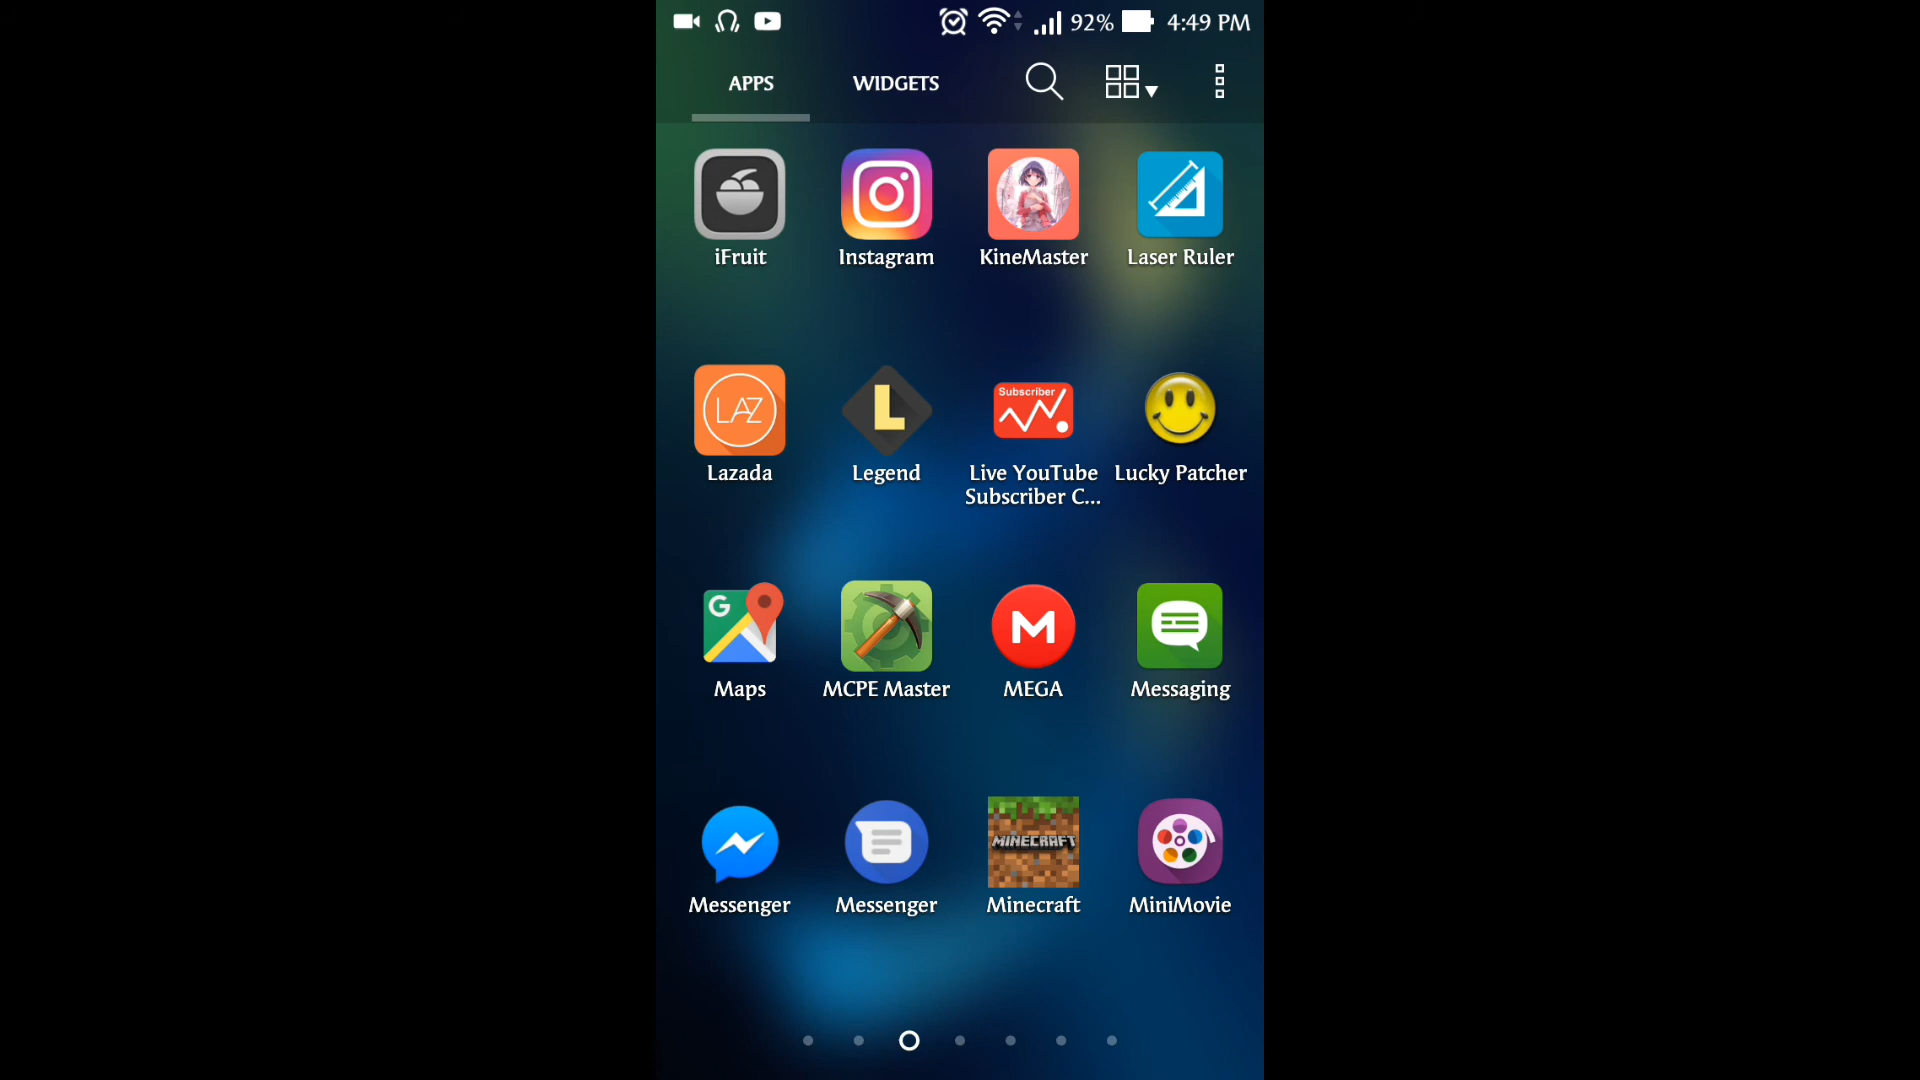 92% 4:49 PM
APPS WIDGETS
iFruit Instagram KineMaster Laser Ruler
LAZ L Subscriber
Lazada Legend Live YouTube Lucky Patcher
Subscriber C...
G
Maps MCPE Master MEGA Messaging
MINECRAFT
Messenger Messenger Minecraft MiniMovie